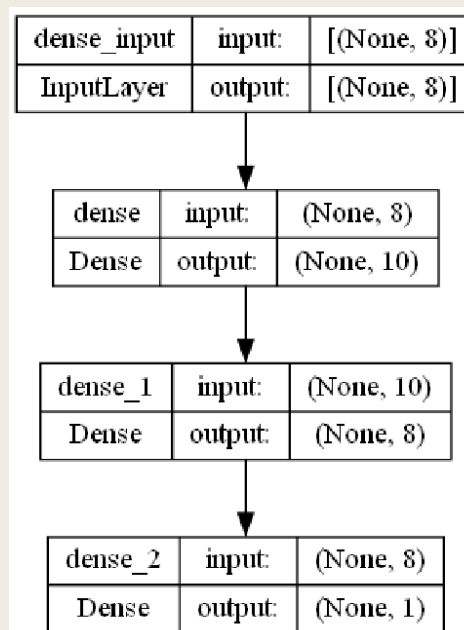 dense_input input: [(None, 8)]
InputLayer output: [(None, 8)]
dense input: (None, 8)
Dense output: (None, 10)
dense_1 input: (None, 10)
Dense output: (None, 8)
dense_2 input: (None, 8)
Dense output: (None, 1)